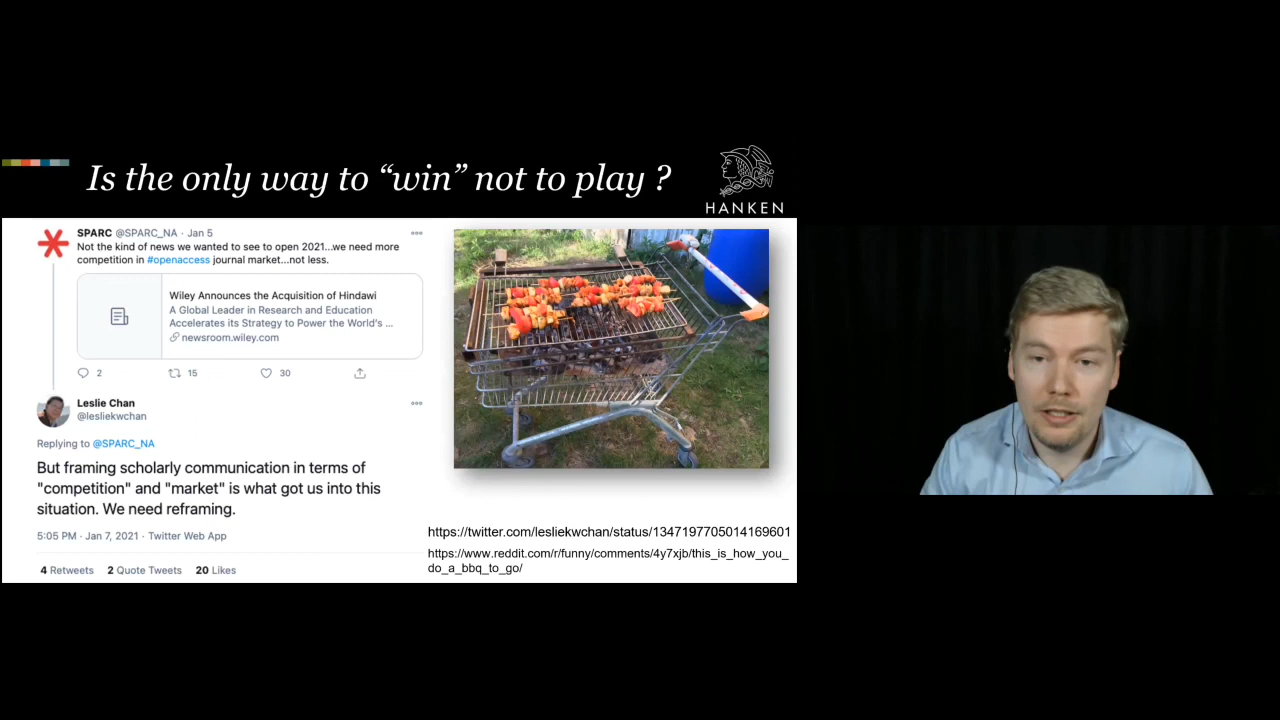 Is the only way to “win” not to play ?
HANKEN
SPARC @SPARC_NA · Jan 5
Not the kind of news we wanted to see to open 2021...we need more
competition in #openaccess journal market...not less.
Wiley Announces the Acquisition of Hindawi
A Global Leader in Research and Education
Accelerates its Strategy to Power the World's ...
newsroom.wiley.com
2 15 30
Leslie Chan
@lesliekwchan
Replying to @SPARC_NA
But framing scholarly communication in terms of
"competition" and "market" is what got us into this
situation. We need reframing.
5:05 PM · Jan 7, 2021 · Twitter Web App
4 Retweets 2 Quote Tweets 20 Likes
https://twitter.com/lesliekwchan/status/1347197705014169601
https://www.reddit.com/r/funny/comments/4y7xjb/this_is_how_you_
do_a_bbq_to_go/